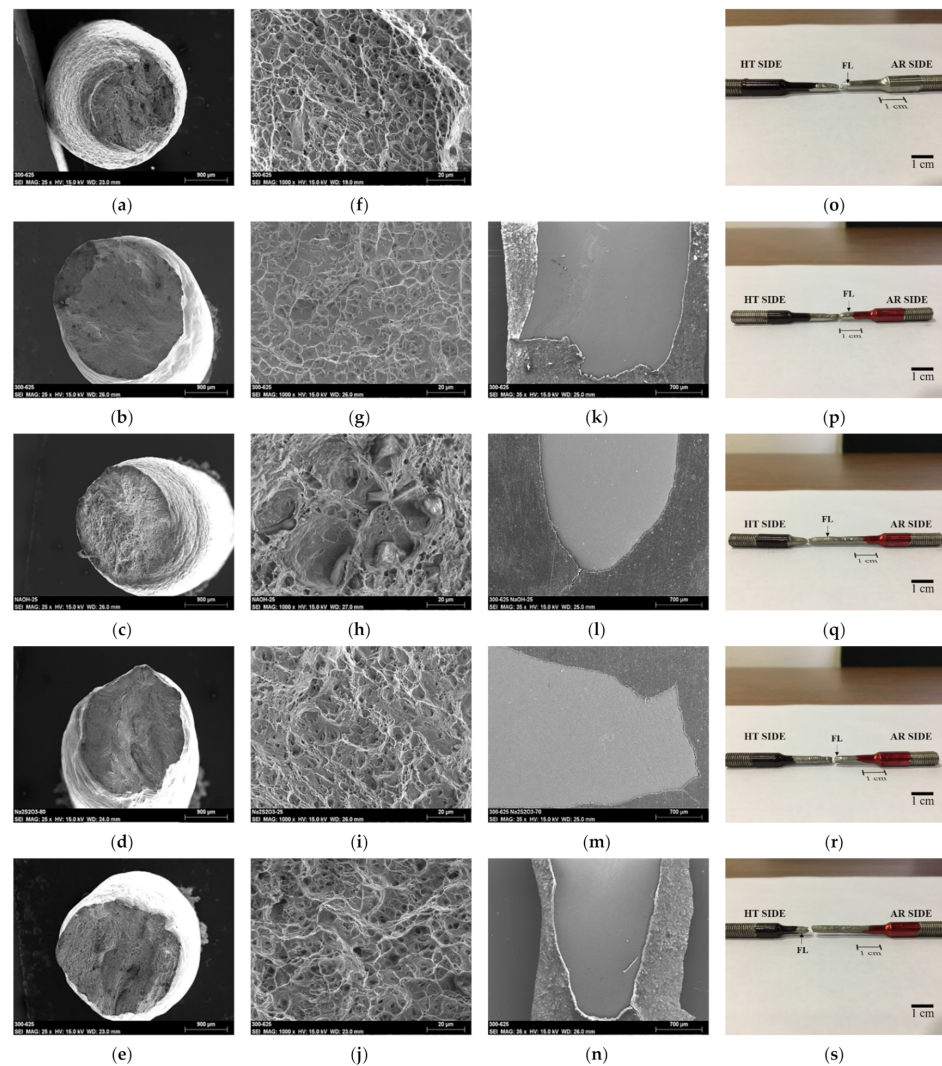 HT SIDE FL AR SIDE
1 cm
1 cm
300-625 900 µm
SEI MAG: 25 x HV: 15.0 kV WD: 23.0 mm
300-625 20 µm
SEI MAG: 1000 x HV: 15.0 kV WD: 19.0 mm
(a) (f) (o)
HT SIDE FL AR SIDE
1 cm
1 cm
300-625 900 µm
SEI MAG: 25 x HV: 15.0 kV WD: 26.0 mm
300-625 20 µm
SEI MAG: 1000 x HV: 15.0 kV WD: 26.0 mm
300-625 700 µm
SEI MAG: 35 x HV: 15.0 kV WD: 25.0 mm
(b) (g) (k) (p)
HT SIDE FL AR SIDE
1 cm
1 cm
NAOH-25 900 µm
SEI MAG: 25 x HV: 15.0 kV WD: 26.0 mm
NAOH-25 20 µm
SEI MAG: 1000 x HV: 15.0 kV WD: 27.0 mm
300-625 NaOH-25 700 µm
SEI MAG: 35 x HV: 15.0 kV WD: 25.0 mm
(c) (h) (l) (q)
HT SIDE FL AR SIDE
1 cm
1 cm
Na2S2O3-60 900 µm
SEI MAG: 25 x HV: 15.0 kV WD: 24.0 mm
Na2S2O3-25 20 µm
SEI MAG: 1000 x HV: 15.0 kV WD: 26.0 mm
300-625 Na2S2O3-70 700 µm
SEI MAG: 35 x HV: 15.0 kV WD: 25.0 mm
(d) (i) (m) (r)
HT SIDE AR SIDE
FL
1 cm
1 cm
300-625 900 µm
SEI MAG: 25 x HV: 15.0 kV WD: 23.0 mm
300-625 20 µm
SEI MAG: 1000 x HV: 15.0 kV WD: 23.0 mm
300-625 700 µm
SEI MAG: 35 x HV: 15.0 kV WD: 26.0 mm
(e) (j) (n) (s)